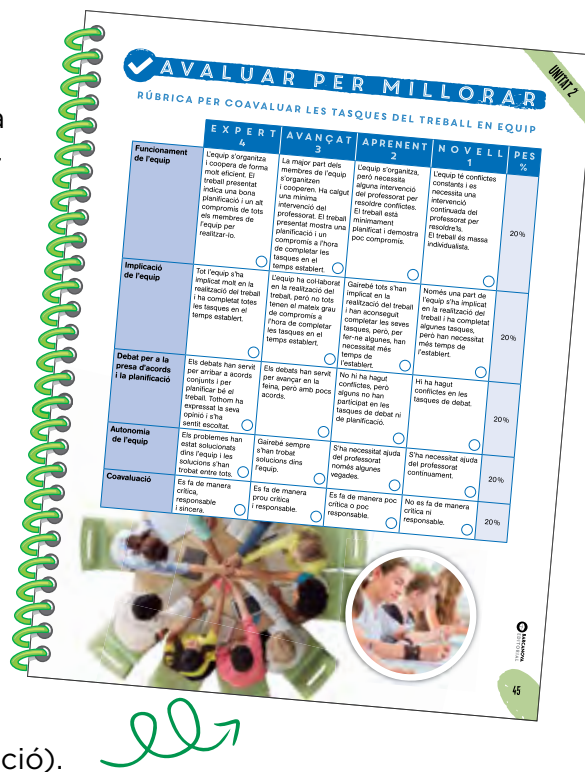 UNITAT 2
AVALUAR PER MILLORAR
RÚBRICA PER COAVALUAR LES TASQUES DEL TREBALL EN EQUIP
EXPERT
4
AVANÇAT
3
APRENENT
2
NOVELL
1
PES
%
Funcionament
de l'equip
L'equip s'organitza
i coopera de forma
molt eficient. El
treball presentat
indica una bona
planificació i un alt
compromís de tots
els membres de
l'equip per
realitzar-lo.
La major part dels
membres de l'equip
s'organitzen
i cooperen. Ha calgut
una mínima
intervenció del
professorat. El treball
presentat mostra una
planificació i un
compromís a l'hora
de completar les
tasques en el
temps establert.
L'equip s'organitza,
però necessita
alguna intervenció
del professorat per
resoldre conflictes.
El treball està
mínimament
planificat i demostra
poc compromís.
L'equip té conflictes
constants i es
necessita una
intervenció
continuada del
professorat per
resoldre'ls.
El treball és massa
individualista.
20%
Implicació
de l'equip
Tot l'equip s'ha
implicat molt en la
realització del treball
i ha completat totes
les tasques en el
temps establert.
L'equip ha col·laborat
en la realització del
treball, però no tots
tenen el mateix grau
de compromís a
l'hora de completar
les tasques en el
temps establert.
Gairebé tots s'han
implicat en la
realització del treball
i han aconseguit
completar les seves
tasques, però, per
fer-ne algunes, han
necessitat més
temps de
l'establert.
Només una part de
l'equip s'ha implicat
en la realització del
treball i ha completat
algunes tasques,
però han necessitat
més temps de
l'establert.
20%
Debat per a la
presa d'acords
i la planificació
Els debats han servit
per arribar a acords
conjunts i per
planificar bé el
treball. Tothom ha
expressat la seva
opinió i s'ha
sentit escoltat.
Els debats han servit
per avançar en la
feina, però amb pocs
acords.
No hi ha hagut
conflictes, però
alguns no han
participat en les
tasques de debat ni
de planificació.
Hi ha hagut
conflictes en les
tasques de debat.
20%
Autonomia
de l'equip
Els problemes han
estat solucionats
dins l'equip i les
solucions s'han
trobat entre tots.
Gairebé sempre
s'han trobat
solucions dins
l'equip.
S'ha necessitat ajuda
del professorat
només algunes
vegades.
S'ha necessitat ajuda
del professorat
continuament.
20%
Coavaluació
Es fa de manera
crítica,
responsable
i sincera.
Es fa de manera
prou crítica
i responsable.
Es fa de manera poc
crítica o poc
responsable.
No es fa de manera
crítica ni
responsable.
20%
BARCANOVA
EDITORIAL
45
ció).